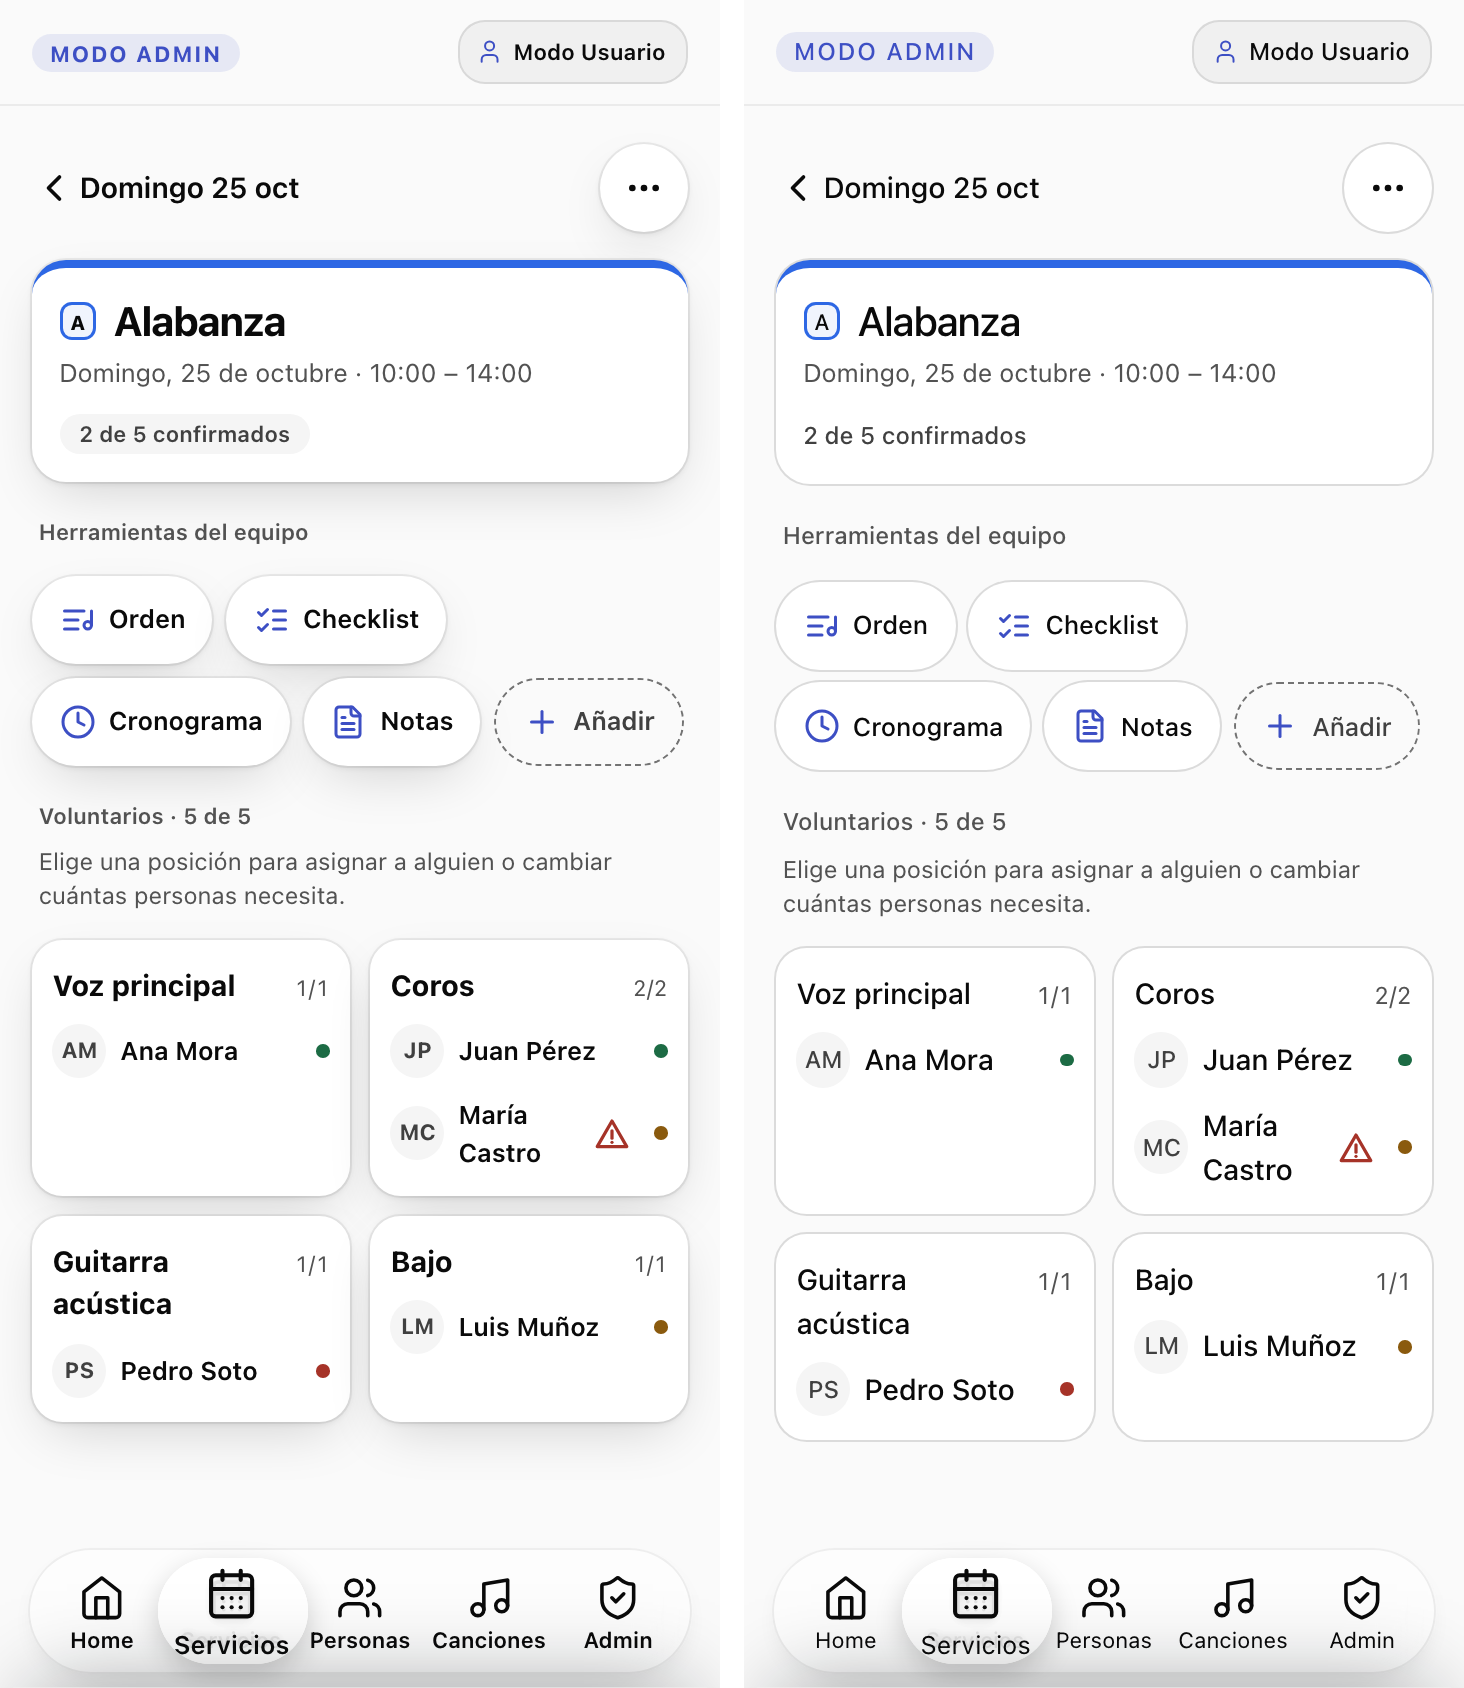 MODO ADMIN
Modo Usuario
Domingo 25 oct
A Alabanza
Domingo, 25 de octubre · 10:00 – 14:00
2 de 5 confirmados
Herramientas del equipo
Orden
Checklist
Cronograma
Notas
Añadir
Voluntarios · 5 de 5
Elige una posición para asignar a alguien o cambiar
cuántas personas necesita.
Voz principal 1/1
AM Ana Mora
Coros 2/2
JP Juan Pérez
MC María
Castro
Guitarra 1/1
acústica
PS Pedro Soto
Bajo 1/1
LM Luis Muñoz
Home
Servicios
Personas
Canciones
Admin
MODO ADMIN
Modo Usuario
Domingo 25 oct
A Alabanza
Domingo, 25 de octubre · 10:00 – 14:00
2 de 5 confirmados
Herramientas del equipo
Orden
Checklist
Cronograma
Notas
Añadir
Voluntarios · 5 de 5
Elige una posición para asignar a alguien o cambiar
cuántas personas necesita.
Voz principal 1/1
AM Ana Mora
Coros 2/2
JP Juan Pérez
MC María
Castro
Guitarra 1/1
acústica
PS Pedro Soto
Bajo 1/1
LM Luis Muñoz
Home
Servicios
Personas
Canciones
Admin